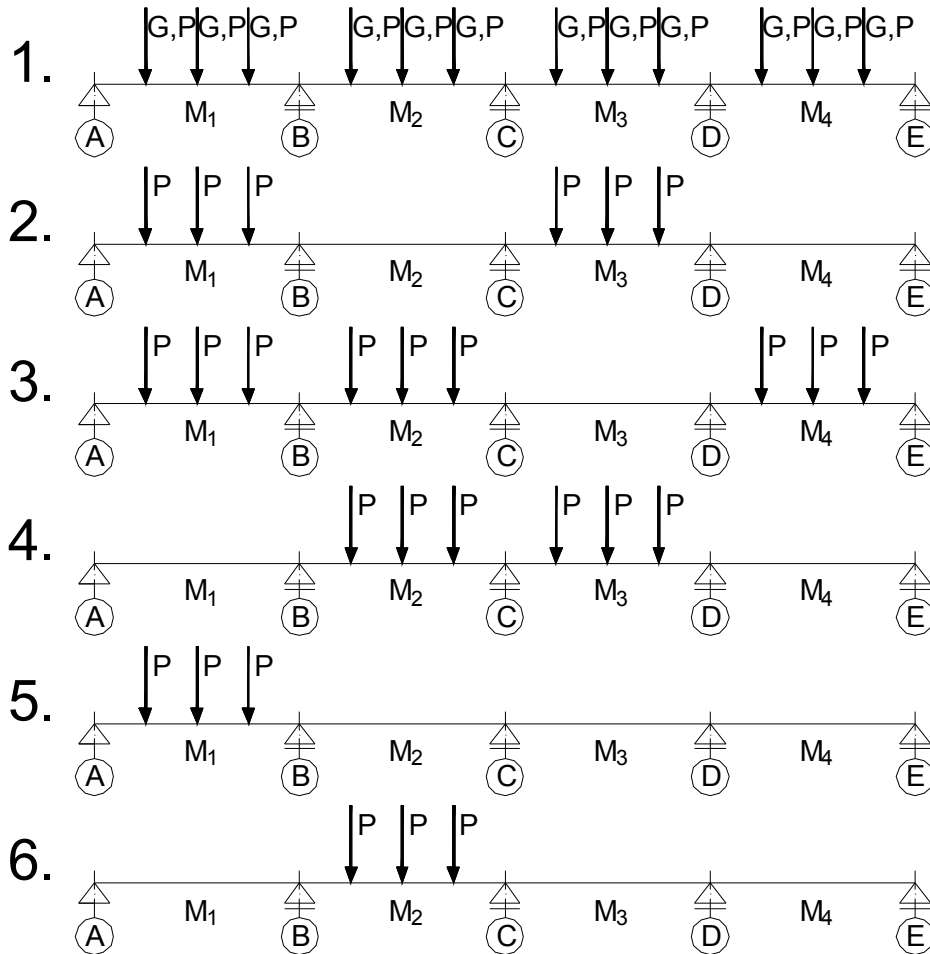 1.
G,P G,P G,P G,P G,P G,P G,P G,P G,P G,P G,P G,P
M1 M2 M3 M4
A B C D E
2.
P P P P P P
M1 M2 M3 M4
A B C D E
3.
P P P P P P P P P
M1 M2 M3 M4
A B C D E
4.
P P P P P P
M1 M2 M3 M4
A B C D E
5.
P P P
M1 M2 M3 M4
A B C D E
6.
P P P
M1 M2 M3 M4
A B C D E